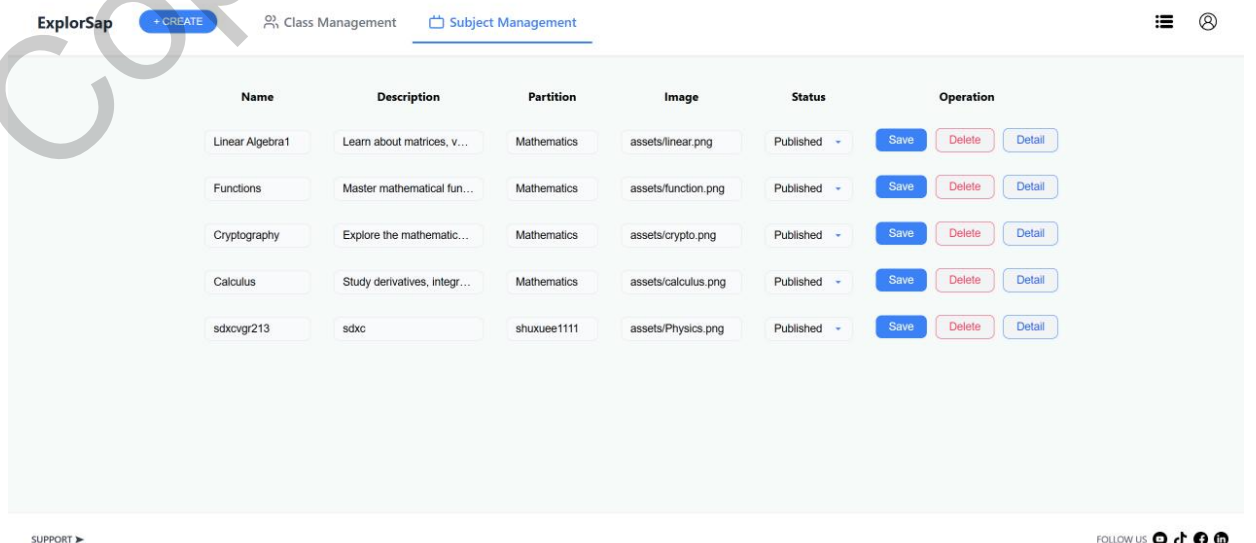 ExplorSap + CREATE Class Management Subject Management
Name Description Partition Image Status Operation
Linear Algebra1 Learn about matrices, v... Mathematics assets/linear.png Published Save Delete Detail
Functions Master mathematical fun... Mathematics assets/function.png Published Save Delete Detail
Cryptography Explore the mathematic... Mathematics assets/crypto.png Published Save Delete Detail
Calculus Study derivatives, integr... Mathematics assets/calculus.png Published Save Delete Detail
sdxcvgr213 sdxc shuxuee1111 assets/Physics.png Published Save Delete Detail
SUPPORT FOLLOW US